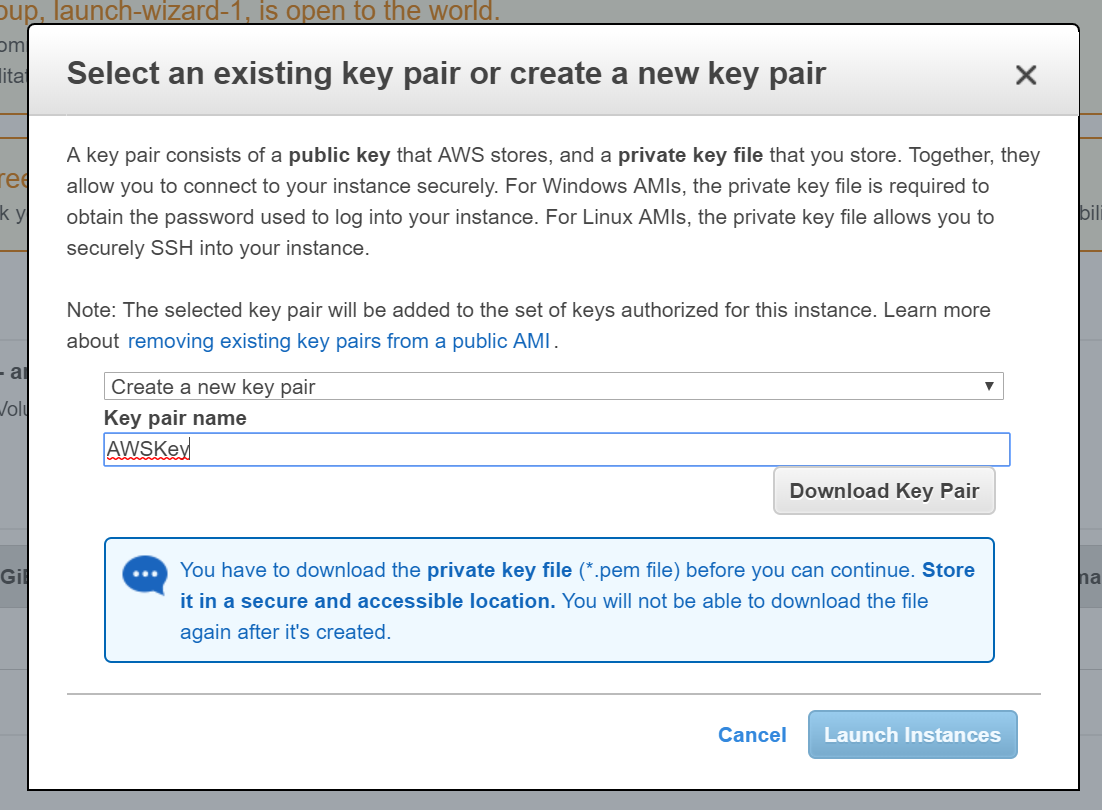 launch-wizard-1, is open to the world.
Select an existing key pair or create a new key pair
A key pair consists of a public key that AWS stores, and a private key file that you store. Together, they
allow you to connect to your instance securely. For Windows AMIs, the private key file is required to
obtain the password used to log into your instance. For Linux AMIs, the private key file allows you to
securely SSH into your instance.
Note: The selected key pair will be added to the set of keys authorized for this instance. Learn more
about removing existing key pairs from a public AMI .
Create a new key pair
Key pair name
AWSKey
Download Key Pair
You have to download the private key file (*.pem file) before you can continue. Store
it in a secure and accessible location. You will not be able to download the file
again after it's created.
Cancel
Launch Instances